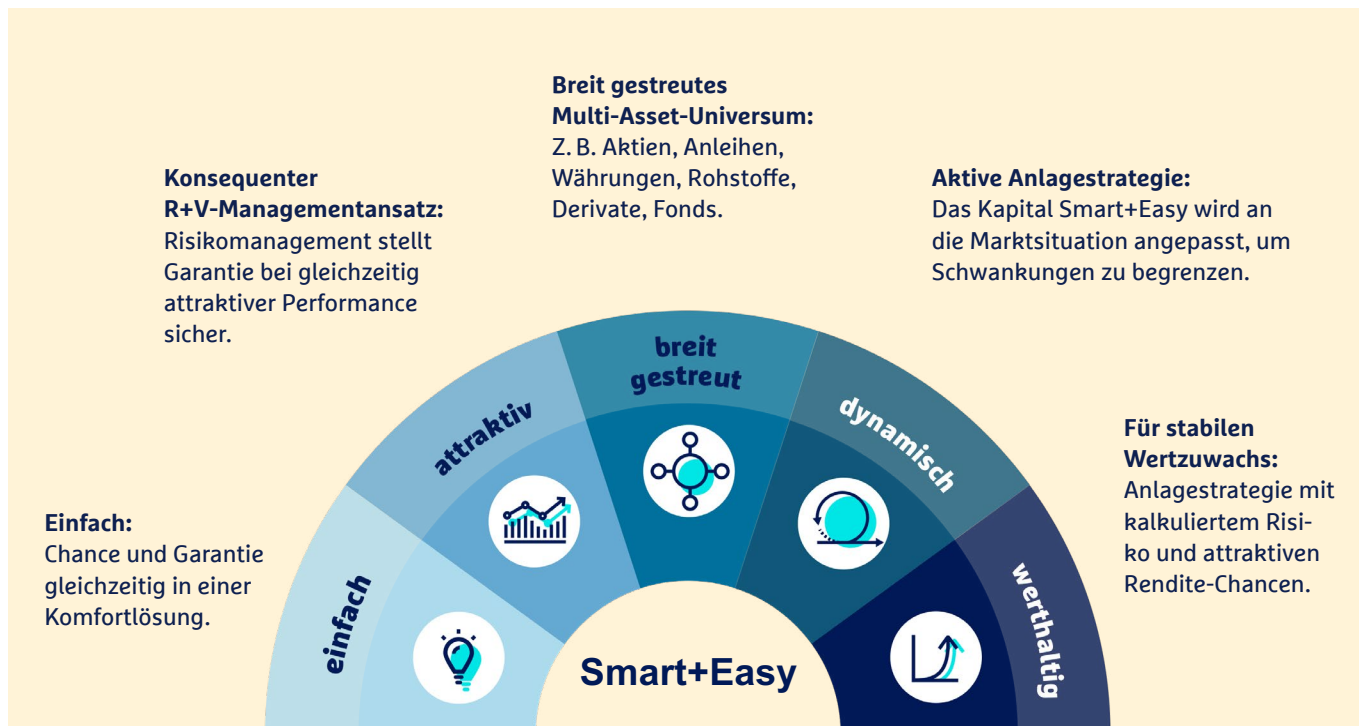 Einfach:
Chance und Garantie
gleichzeitig in einer
Komfortlösung.
Konsequenter
R+V-Managementansatz:
Risikomanagement stellt
Garantie bei gleichzeitig
attraktiver Performance
sicher.
Breit gestreutes
Multi-Asset-Universum:
Z. B. Aktien, Anleihen,
Währungen, Rohstoffe,
Derivate, Fonds.
Aktive Anlagestrategie:
Das Kapital Smart+Easy wird an
die Marktsituation angepasst, um
Schwankungen zu begrenzen.
Für stabilen
Wertzuwachs:
Anlagestrategie mit
kalkuliertem Risi-
ko und attraktiven
Rendite-Chancen.
einfach
attraktiv
breit
gestreut
dynamisch
werthaltig
Smart+Easy